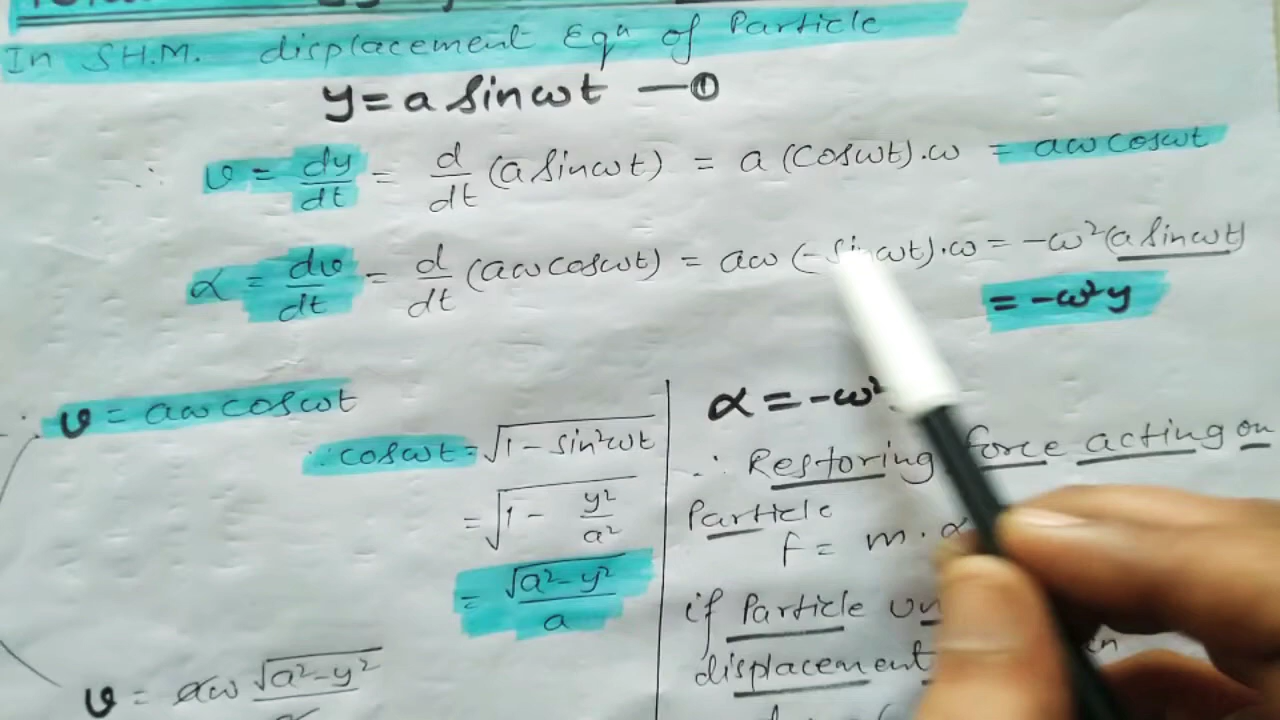 In S.H.M. displacement Eqn of Particle
y = a sinωt —①
∴ v = dy/dt = d/dt (a sinωt) = a (cosωt).ω = aω cosωt
α = dv/dt = d/dt (aω cosωt) = aω (-sinωt).ω = -ω²(a sinωt)
= -ω²y
v = aω cosωt
∵ cosωt = √(1 - sin²ωt)
= √(1 - y²/a²)
= √(a²-y²)/a
v = aω √(a²-y²)
α = -ω²
∴ Restoring force acting on
Particle
f = m . α
if Particle
displacement